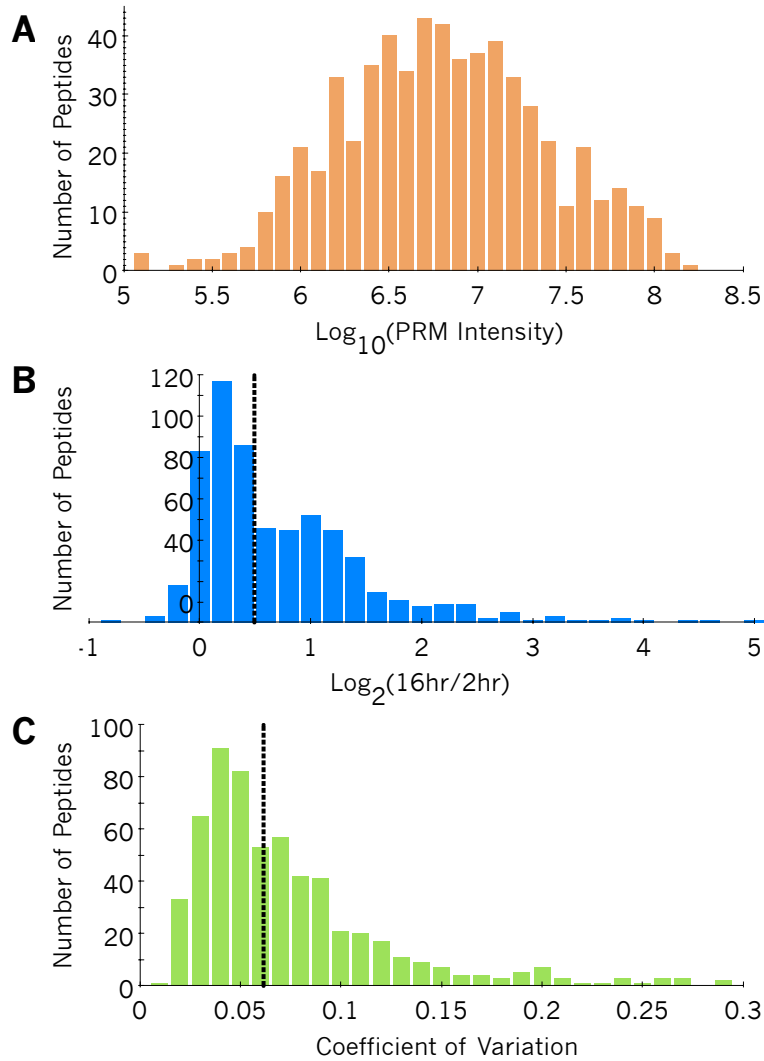 A
Number of Peptides
40
30
20
10
0
5 5.5 6 6.5 7 7.5 8 8.5
Log10(PRM Intensity)
B
Number of Peptides
120
100
80
60
40
20
0
-1 0 1 2 3 4 5
Log2(16hr/2hr)
C
Number of Peptides
100
80
60
40
20
0
0 0.05 0.1 0.15 0.2 0.25 0.3
Coefficient of Variation